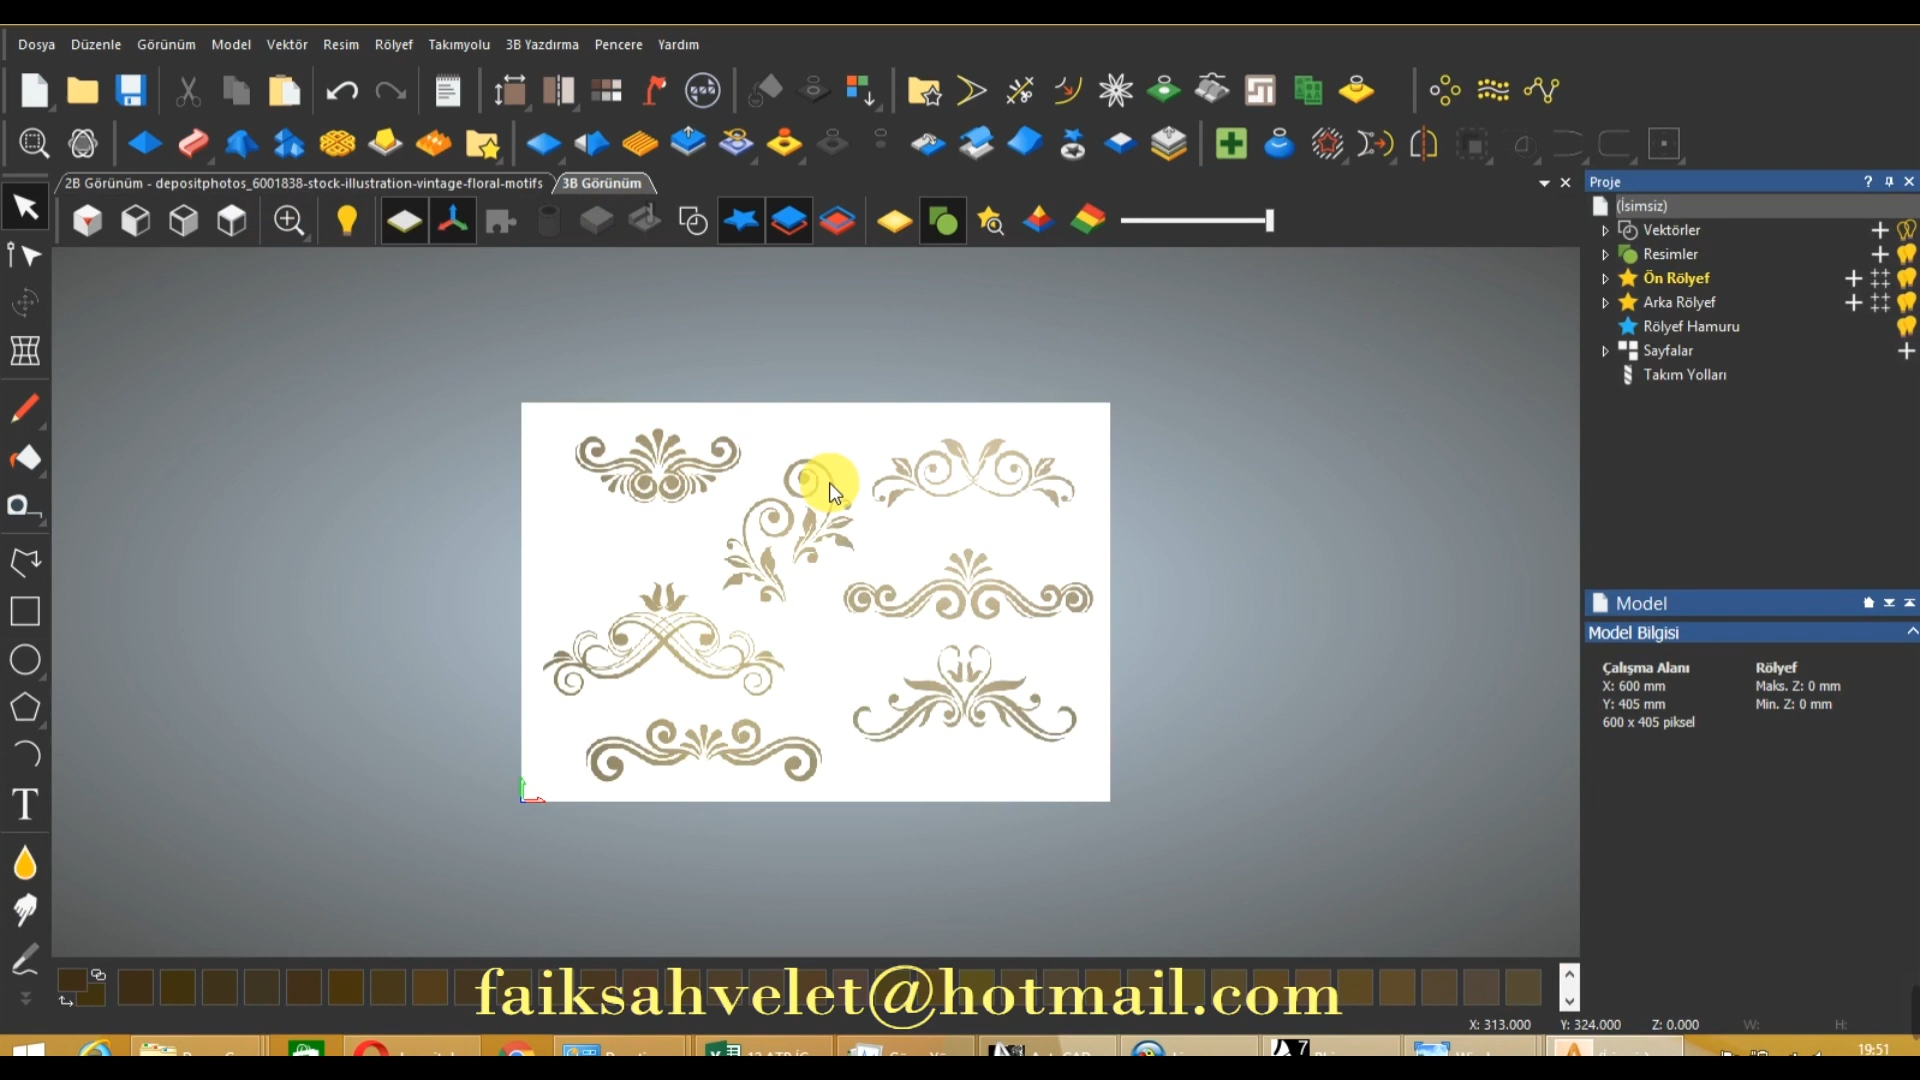 Dosya Düzenle Görünüm Model Vektör Resim Rölyef Takımyolu 3B Yazdırma Pencere Yardım
2B Görünüm - depositphotos_6001838-stock-illustration-vintage-floral-motifs 3B Görünüm
Proje
(İsimsiz)
Vektörler
Resimler
Ön Rölyef
Arka Rölyef
Rölyef Hamuru
Sayfalar
Takım Yolları
Model
Model Bilgisi
Çalışma Alanı Rölyef
X: 600 mm Maks. Z: 0 mm
Y: 405 mm Min. Z: 0 mm
600 x 405 piksel
T
faiksahvelet@hotmail.com
X: 313.000 Y: 324.000 Z: 0.000 W: H:
19:51